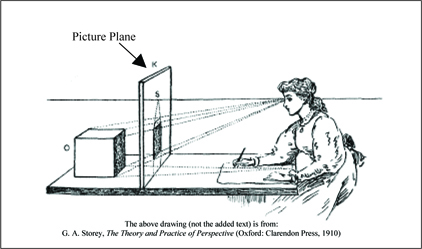 Picture Plane
K
S
O
The above drawing (not the added text) is from:
G. A. Storey, The Theory and Practice of Perspective (Oxford: Clarendon Press, 1910)